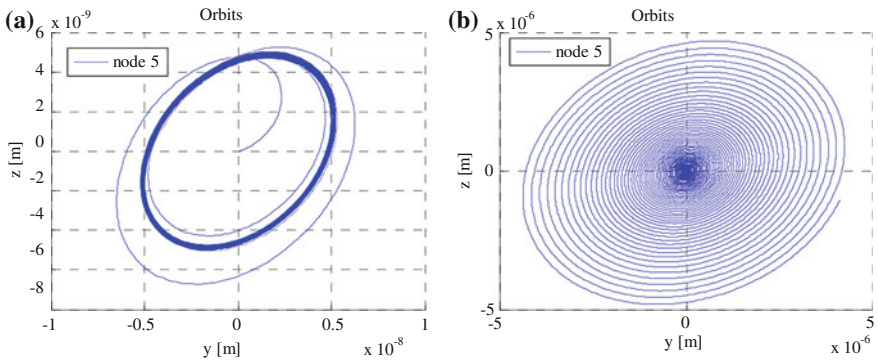 (a)
x 10⁻⁹
Orbits
6
4
2
0
-2
-4
-6
-8
z [m]
node 5
-1
-0.5
0
0.5
1
y [m]
x 10⁻⁸
(b)
x 10⁻⁶
Orbits
5
0
-5
z [m]
node 5
-5
0
5
y [m]
x 10⁻⁶